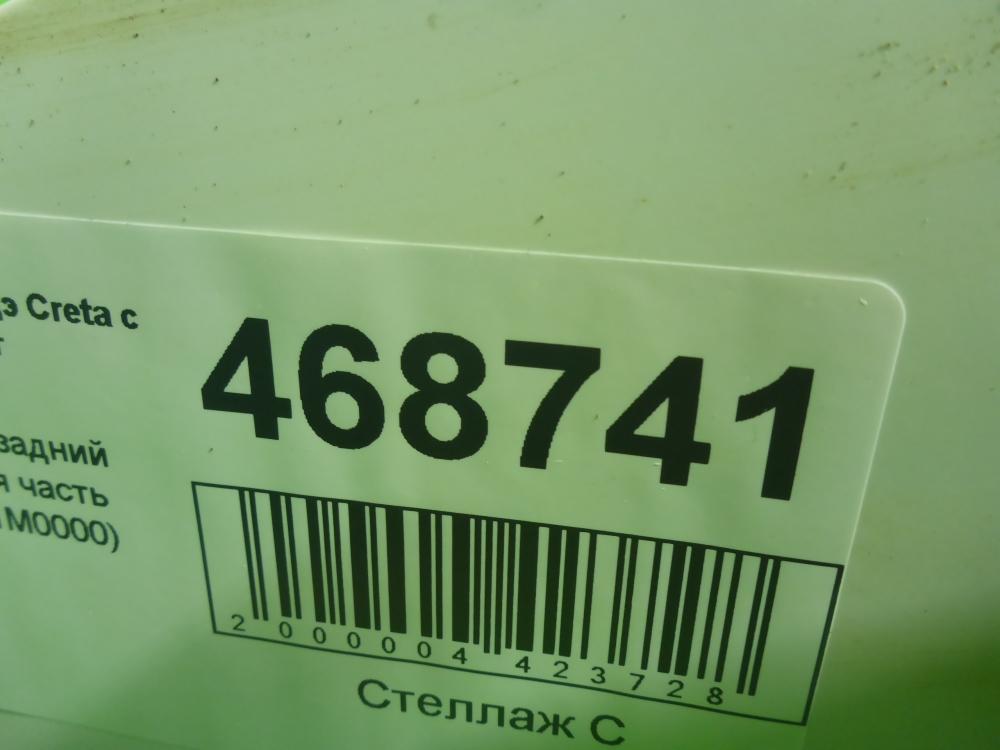 Creta с
468741
задний
часть
M0000)
2 000004 423728
Стеллаж С